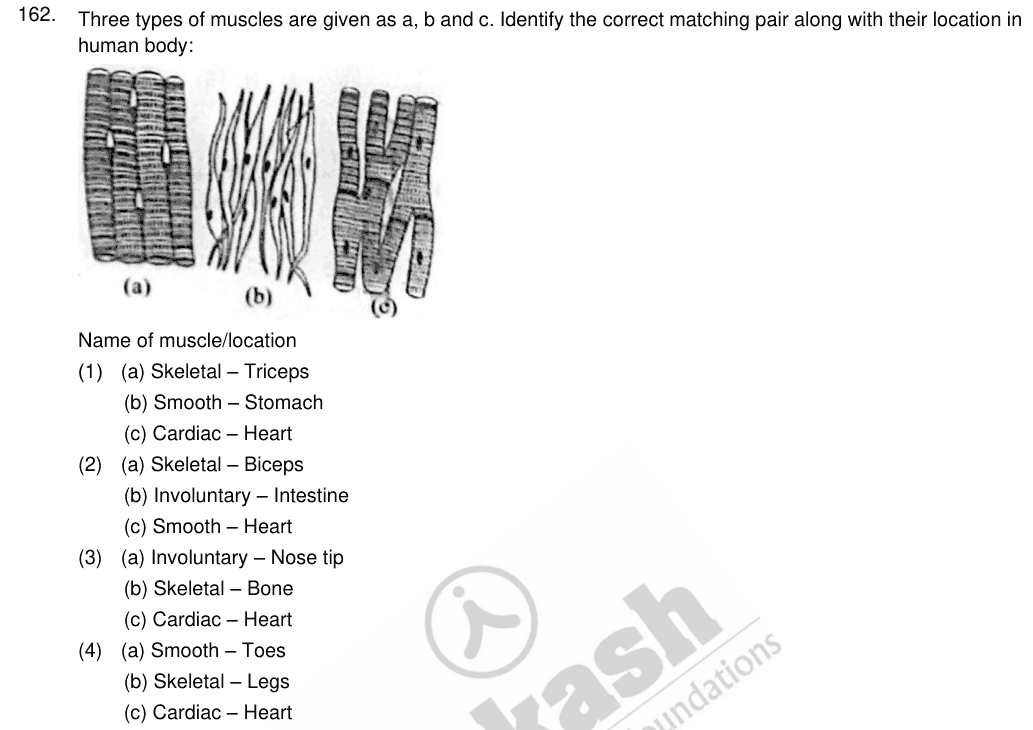 162. Three types of muscles are given as a, b and c. Identify the correct matching pair along with their location in
human body:
(a)
(b)
(c)
Name of muscle/location
(1) (a) Skeletal – Triceps
(b) Smooth – Stomach
(c) Cardiac – Heart
(2) (a) Skeletal – Biceps
(b) Involuntary – Intestine
(c) Smooth – Heart
(3) (a) Involuntary – Nose tip
(b) Skeletal – Bone
(c) Cardiac – Heart
(4) (a) Smooth – Toes
(b) Skeletal – Legs
(c) Cardiac – Heart
kash
oundations